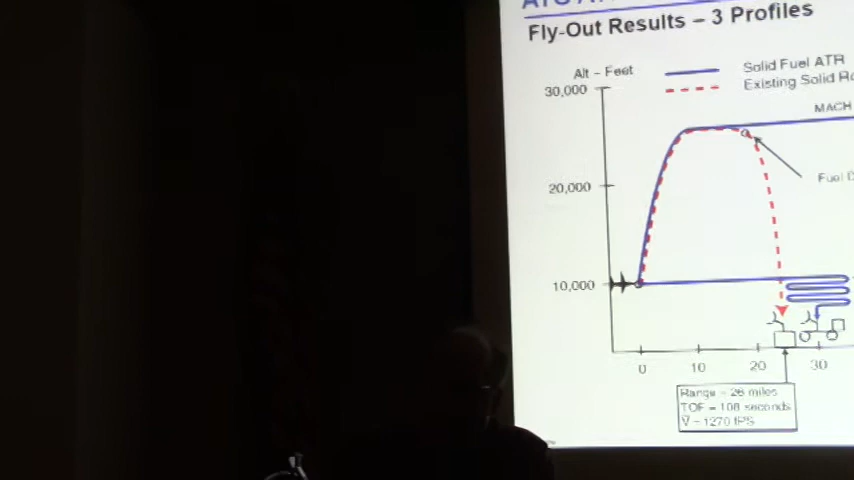 Fly-Out Results – 3 Profiles
Alt – Feet
Solid Fuel ATR
Existing Solid
MACH
30,000
20,000
Fuel
10,000
0 10 20 30
Range – 26 miles
TOF = 108 seconds
V – 1270 fPS